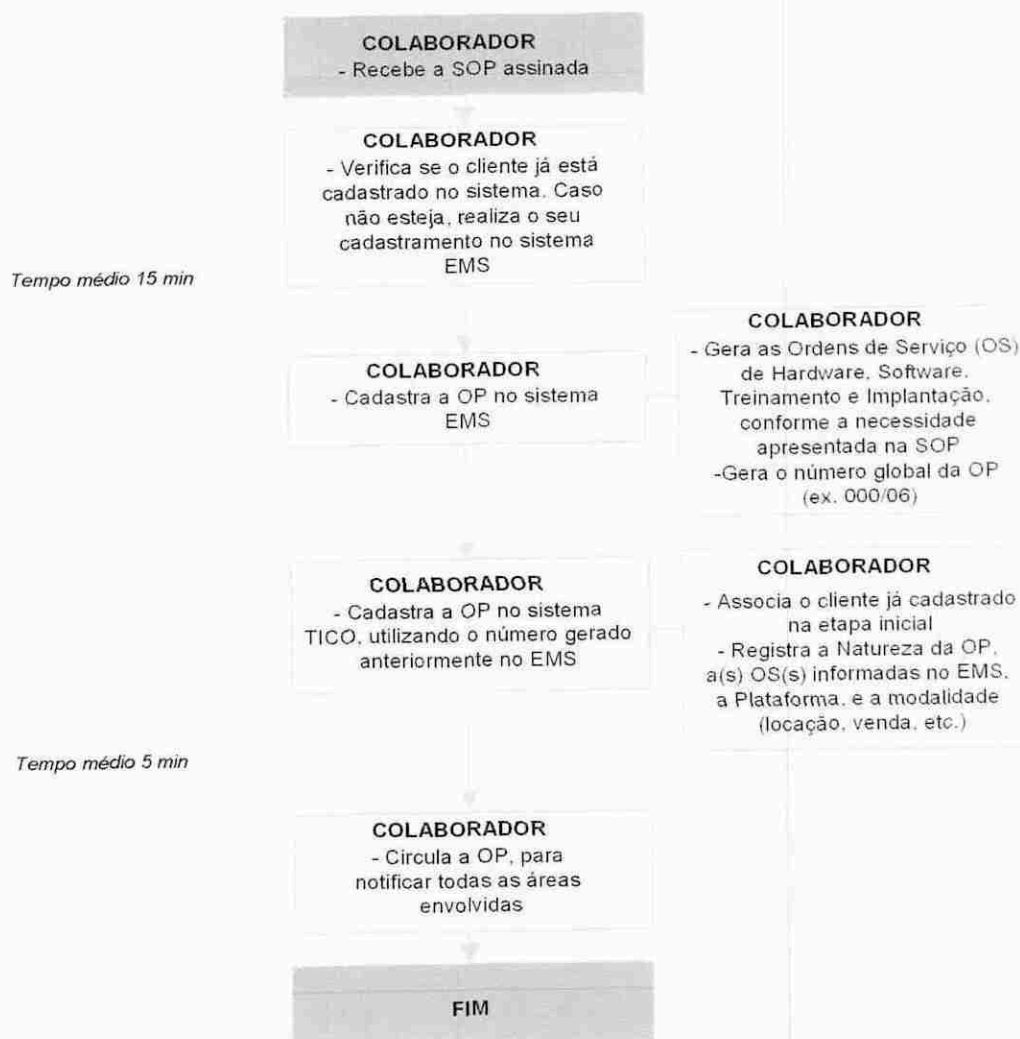 COLABORADOR
- Recebe a SOP assinada
COLABORADOR
- Verifica se o cliente já está
cadastrado no sistema. Caso
não esteja, realiza o seu
cadastramento no sistema
EMS
Tempo médio 15 min
COLABORADOR
- Cadastra a OP no sistema
EMS
COLABORADOR
- Gera as Ordens de Serviço (OS)
de Hardware, Software,
Treinamento e Implantação,
conforme a necessidade
apresentada na SOP
-Gera o número global da OP
(ex. 000/06)
COLABORADOR
- Cadastra a OP no sistema
TICO, utilizando o número gerado
anteriormente no EMS
COLABORADOR
- Associa o cliente já cadastrado
na etapa inicial
- Registra a Natureza da OP,
a(s) OS(s) informadas no EMS,
a Plataforma, e a modalidade
(locação, venda, etc.)
Tempo médio 5 min
COLABORADOR
- Circula a OP, para
notificar todas as áreas
envolvidas
FIM